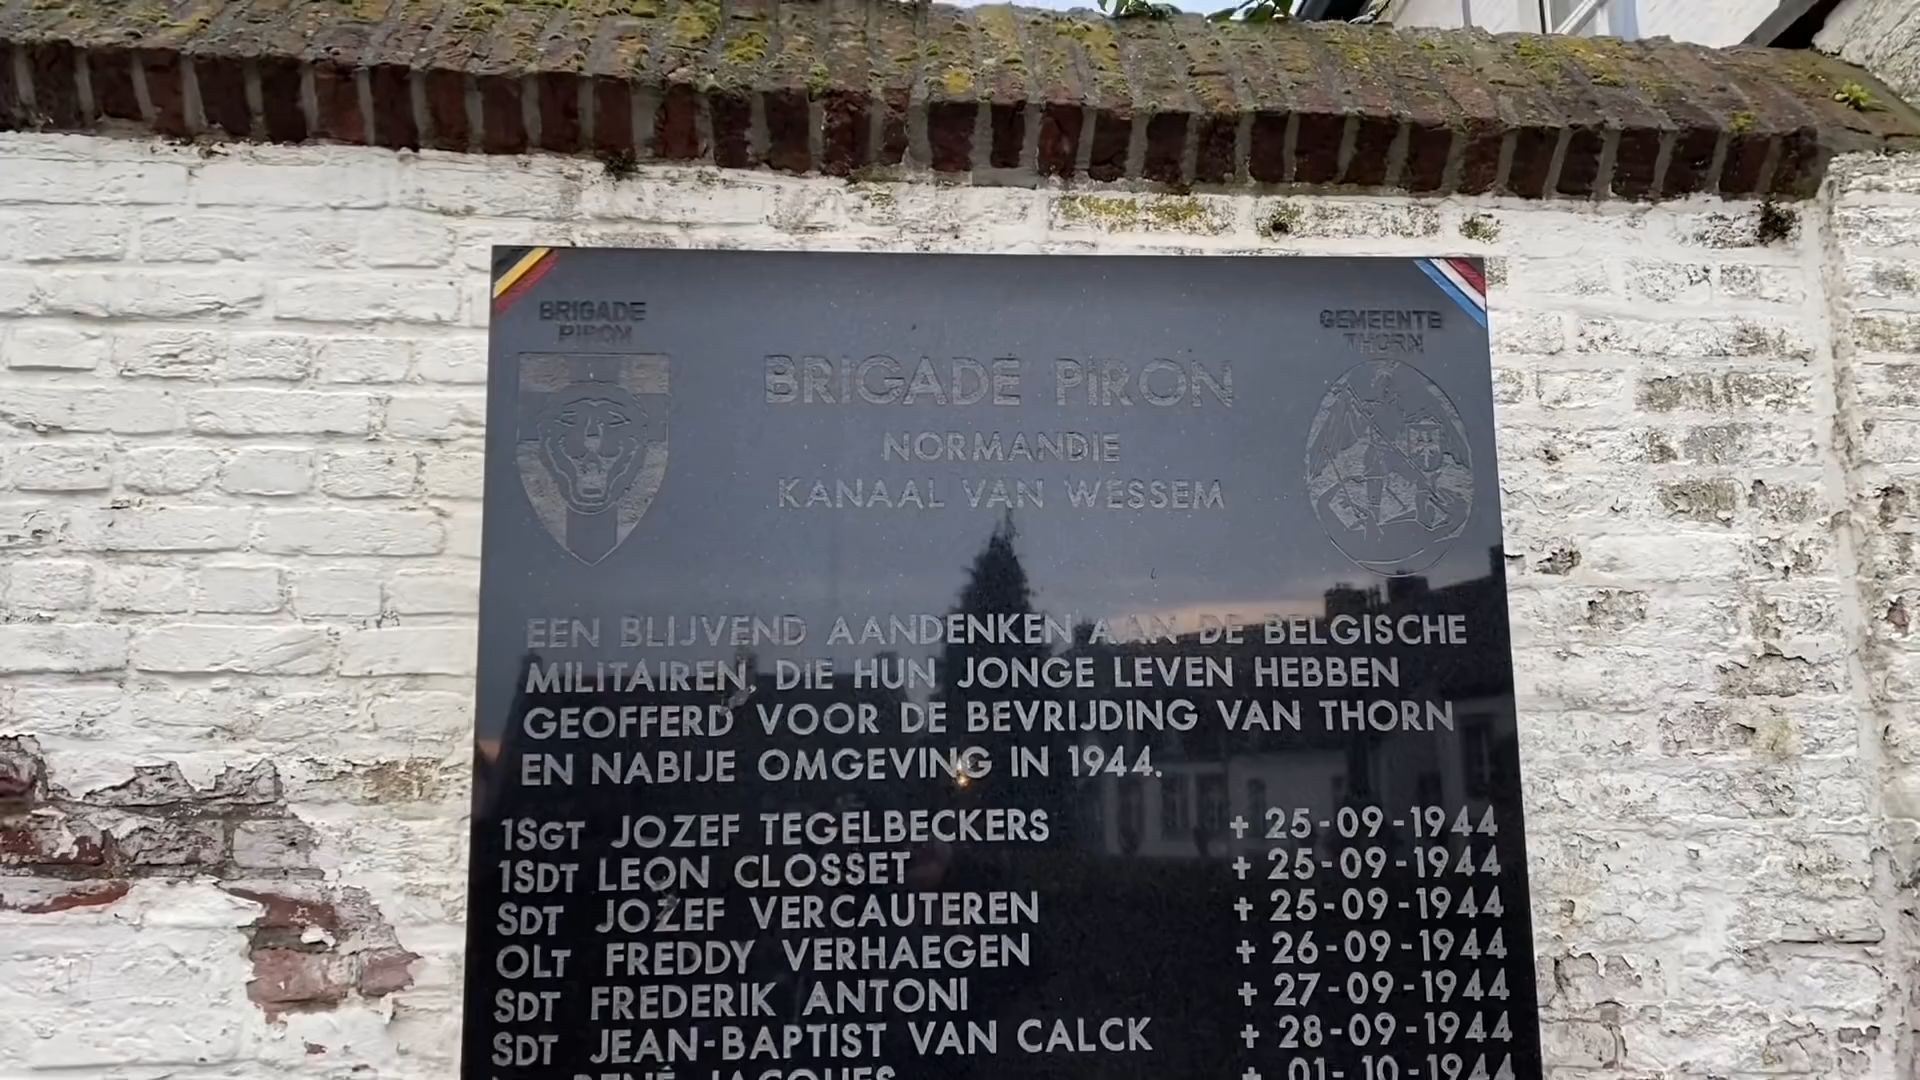 BRIGADE
PIRON
GEMEENTE
THORN
BRIGADE PIRON
NORMANDIE
KANAAL VAN WESSEM
EEN BLIJVEND AANDENKEN AAN DE BELGISCHE
MILITAIREN, DIE HUN JONGE LEVEN HEBBEN
GEOFFERD VOOR DE BEVRIJDING VAN THORN
EN NABIJE OMGEVING IN 1944.
1SGT JOZEF TEGELBECKERS + 25-09-1944
1SDT LEON CLOSSET + 25-09-1944
SDT JOZEF VERCAUTEREN + 25-09-1944
OLT FREDDY VERHAEGEN + 26-09-1944
SDT FREDERIK ANTONI + 27-09-1944
SDT JEAN-BAPTIST VAN CALCK + 28-09-1944
RENÉ JACQUES + 01-10-1944